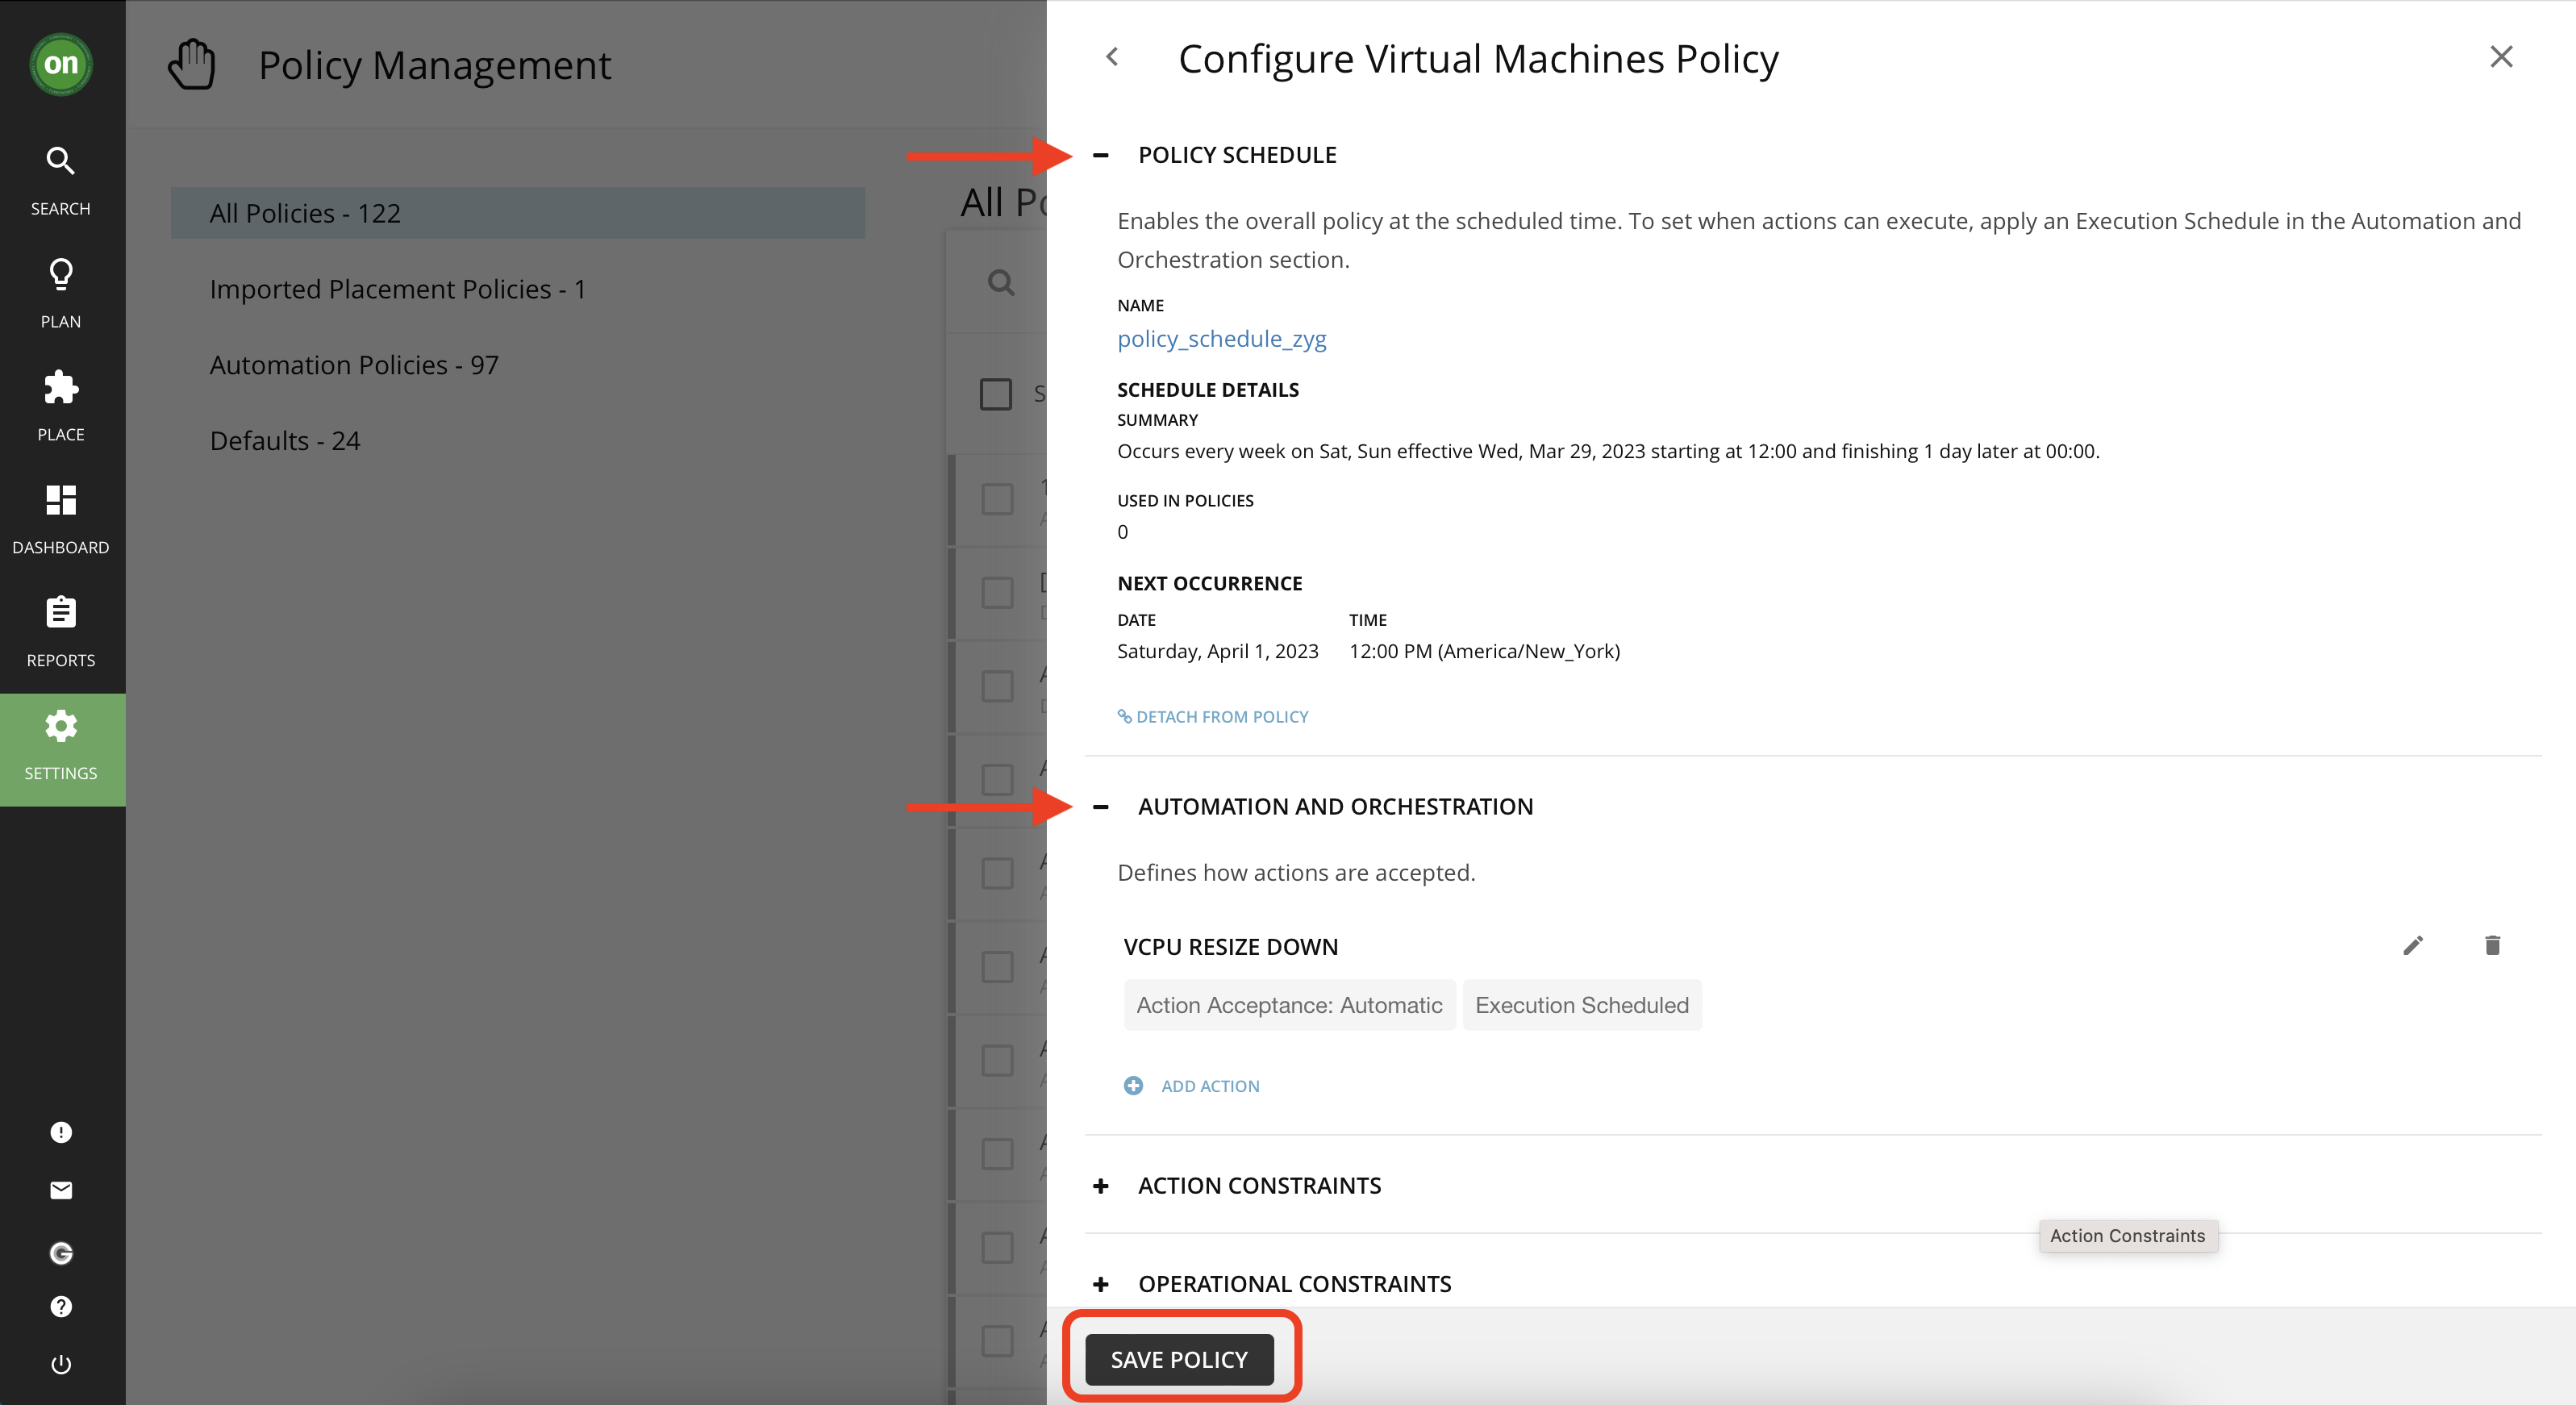 on
SEARCH
PLAN
PLACE
DASHBOARD
REPORTS
SETTINGS
Policy Management
All Policies - 122
Imported Placement Policies - 1
Automation Policies - 97
Defaults - 24
All Po
S
Configure Virtual Machines Policy
POLICY SCHEDULE
Enables the overall policy at the scheduled time. To set when actions can execute, apply an Execution Schedule in the Automation and
Orchestration section.
NAME
policy_schedule_zyg
SCHEDULE DETAILS
SUMMARY
Occurs every week on Sat, Sun effective Wed, Mar 29, 2023 starting at 12:00 and finishing 1 day later at 00:00.
USED IN POLICIES
0
NEXT OCCURRENCE
DATE TIME
Saturday, April 1, 2023 12:00 PM (America/New_York)
DETACH FROM POLICY
AUTOMATION AND ORCHESTRATION
Defines how actions are accepted.
VCPU RESIZE DOWN
Action Acceptance: Automatic Execution Scheduled
ADD ACTION
ACTION CONSTRAINTS
Action Constraints
OPERATIONAL CONSTRAINTS
SAVE POLICY